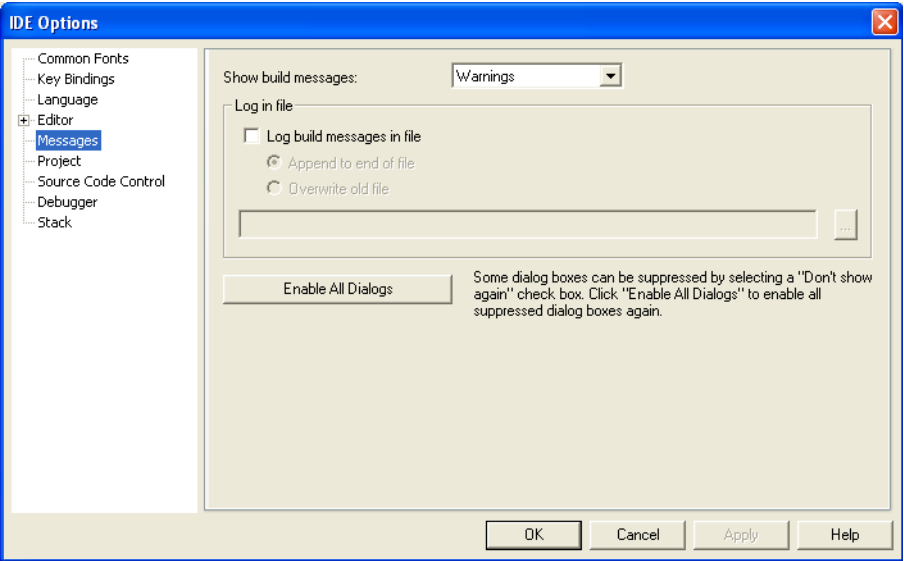 IDE Options
Common Fonts
Key Bindings
Language
Editor
Messages
Project
Source Code Control
Debugger
Stack
Show build messages:
Warnings
Log in file
Log build messages in file
Append to end of file
Overwrite old file
...
Enable All Dialogs
Some dialog boxes can be suppressed by selecting a "Don't show
again" check box. Click "Enable All Dialogs" to enable all
suppressed dialog boxes again.
OK
Cancel
Apply
Help